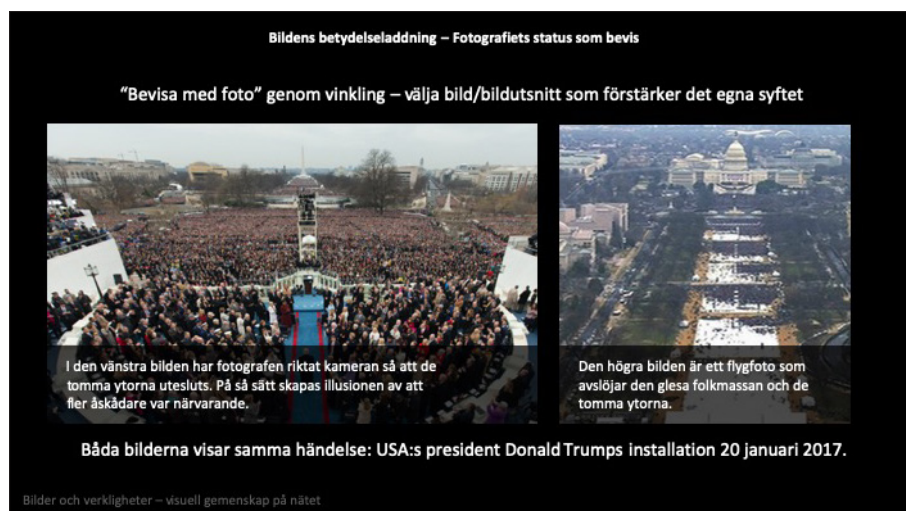 Bildens betydelseladdning – Fotografiets status som bevis
“Bevisa med foto” genom vinkling – välja bild/bildutsnitt som förstärker det egna syftet
I den vänstra bilden har fotografen riktat kameran så att de
tomma ytorna utesluts. På så sätt skapas illusionen av att
fler åskådare var närvarande.
Den högra bilden är ett flygfoto som
avslöjar den glesa folkmassan och de
tomma ytorna.
Båda bilderna visar samma händelse: USA:s president Donald Trumps installation 20 januari 2017.
Bilder och verkligheter – visuell gemenskap på nätet